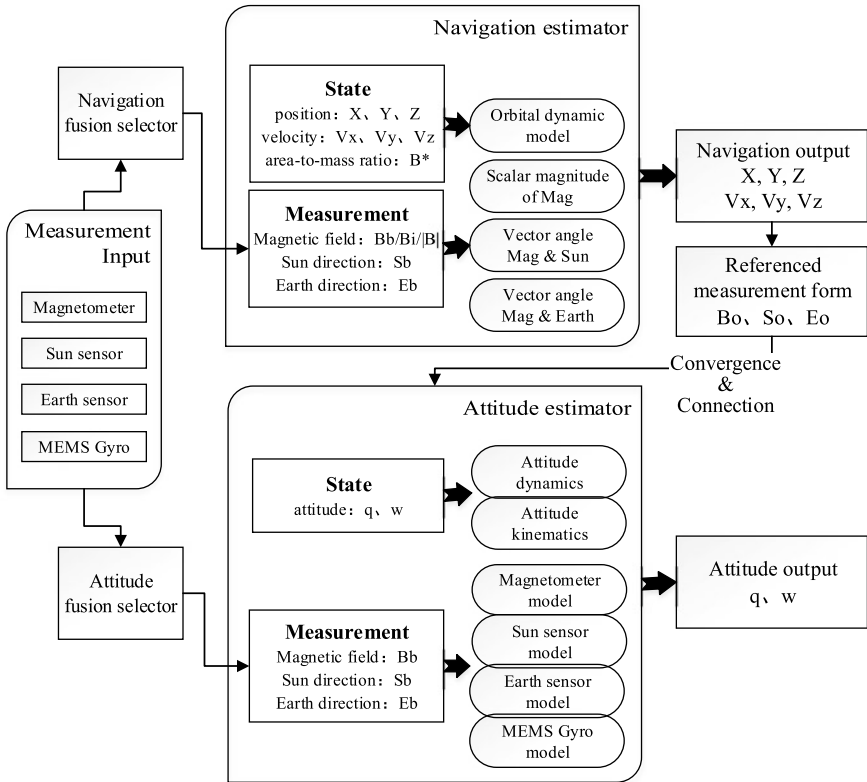 Measurement
Input
Magnetometer
Sun sensor
Earth sensor
MEMS Gyro
Navigation
fusion selector
Attitude
fusion selector
Navigation estimator
State
position：X、Y、Z
velocity：Vx、Vy、Vz
area-to-mass ratio：B*
Measurement
Magnetic field：Bb/Bi/|B|
Sun direction：Sb
Earth direction：Eb
Orbital dynamic
model
Scalar magnitude
of Mag
Vector angle
Mag & Sun
Vector angle
Mag & Earth
Navigation output
X, Y, Z
Vx, Vy, Vz
Referenced
measurement form
Bo、So、Eo
Convergence
&
Connection
Attitude estimator
State
attitude：q、w
Measurement
Magnetic field：Bb
Sun direction：Sb
Earth direction：Eb
Attitude
dynamics
Attitude
kinematics
Magnetometer
model
Sun sensor
model
Earth sensor
model
MEMS Gyro
model
Attitude output
q、w